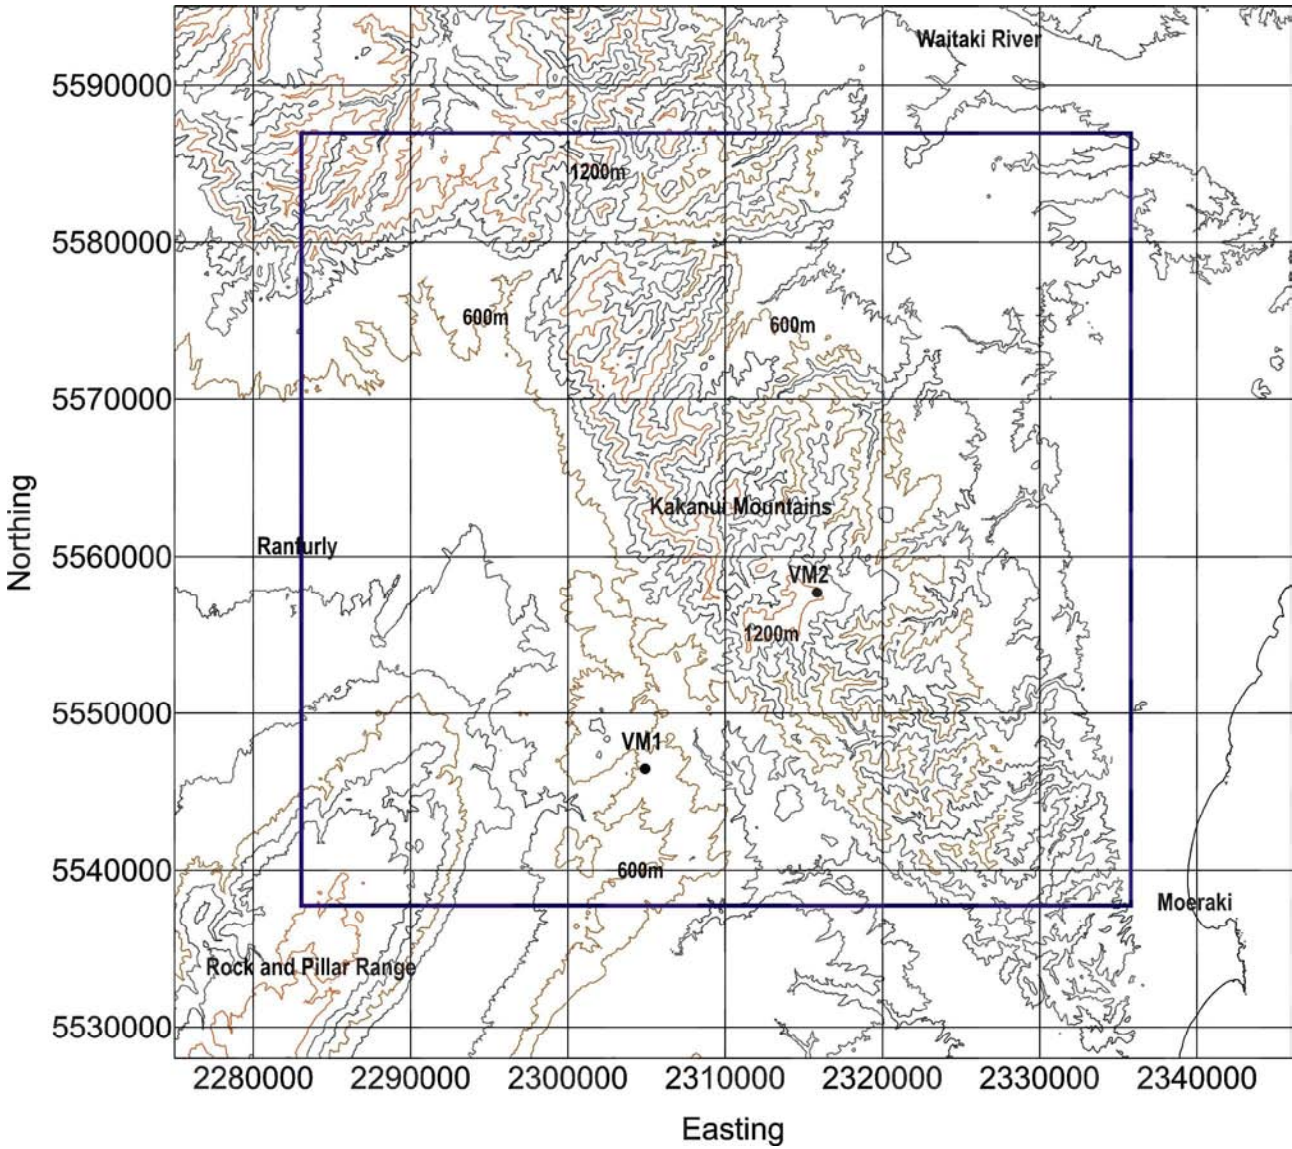 Waitaki River
5590000
1200m
5580000
600m
600m
5570000
Northing
Kakanui Mountains
Ranfurly
5560000
VM2
1200m
5550000
VM1
600m
5540000
Moeraki
Rock and Pillar Range
5530000
2280000 2290000 2300000 2310000 2320000 2330000 2340000
Easting